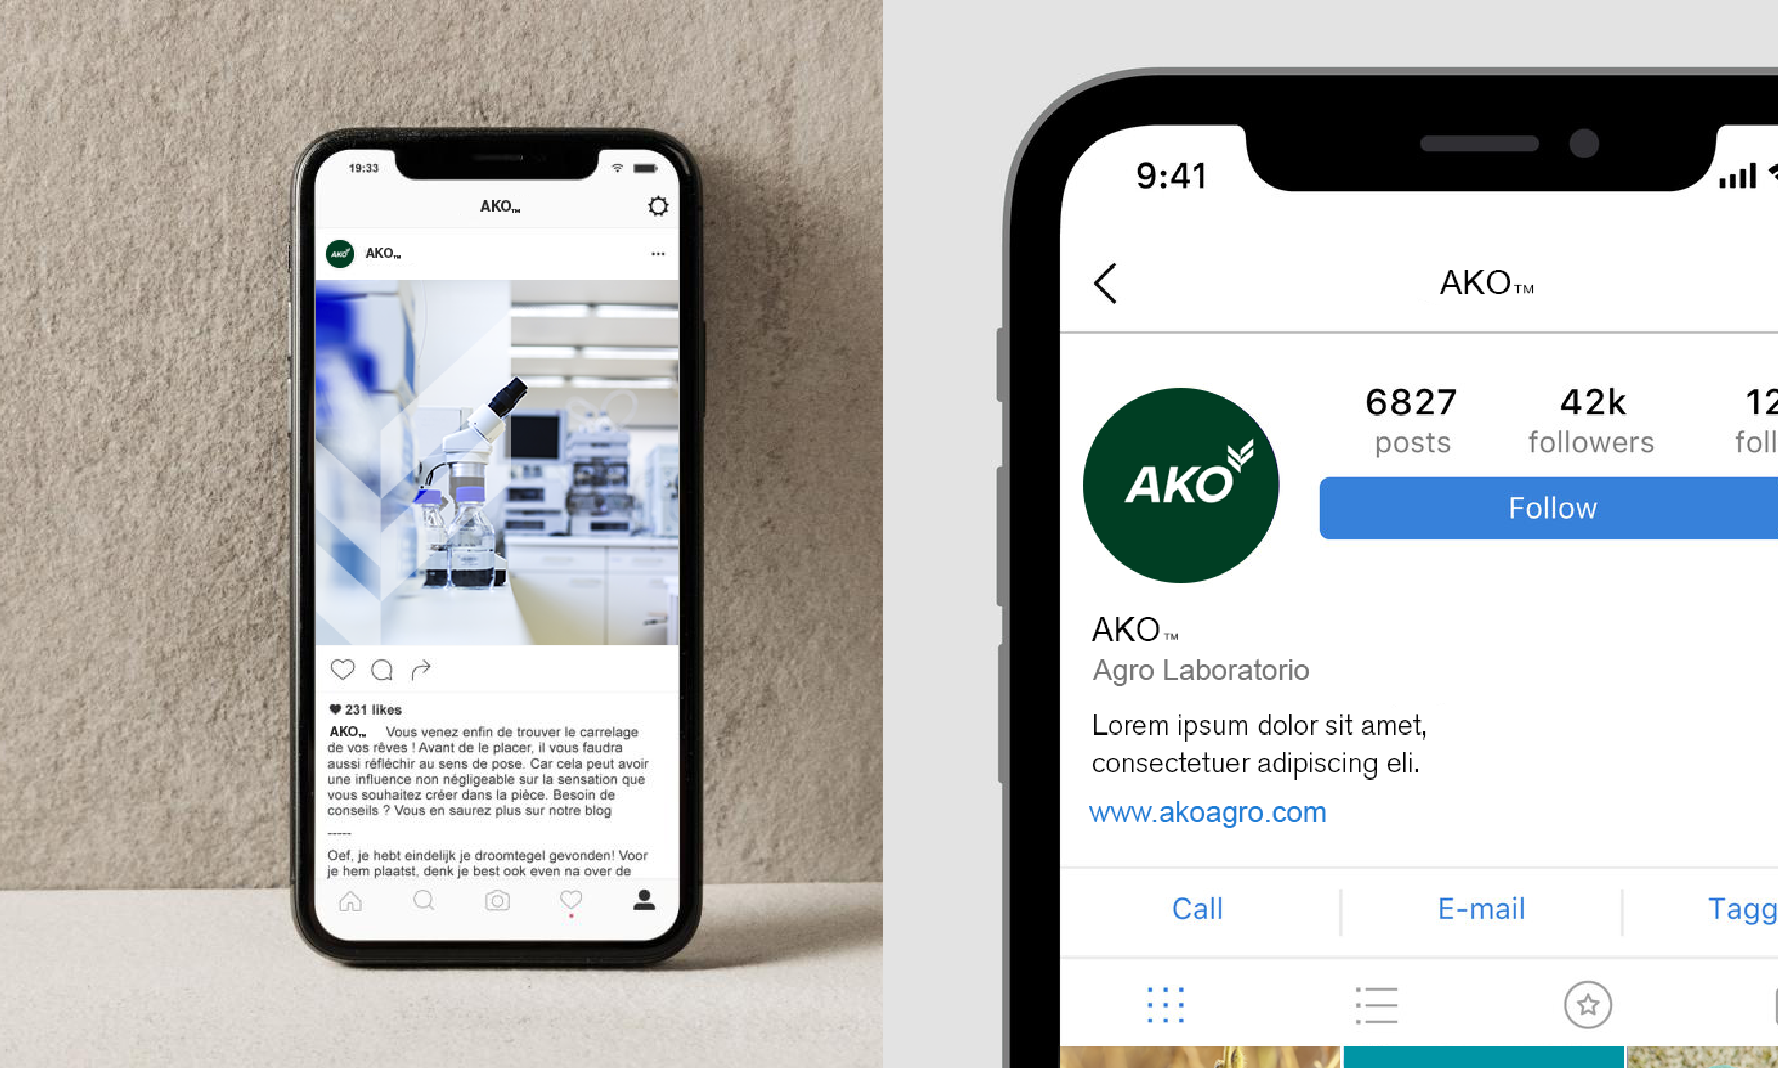 19:33
AKO™
AKO
AKO™
231 likes
AKO™ Vous venez enfin de trouver le carrelage
de vos rêves ! Avant de le placer, il vous faudra
aussi réfléchir au sens de pose. Car cela peut avoir
une influence non négligeable sur la sensation que
vous souhaitez créer dans la pièce. Besoin de
conseils ? Vous en saurez plus sur notre blog
-----
Oef, je hebt eindelijk je droomtegel gevonden! Voor
je hem plaatst, denk je best ook even na over de
9:41
AKO™
6827 42k 12
posts followers foll
AKO
Follow
AKO™
Agro Laboratorio
Lorem ipsum dolor sit amet,
consectetuer adipiscing eli.
www.akoagro.com
Call E-mail Tagg